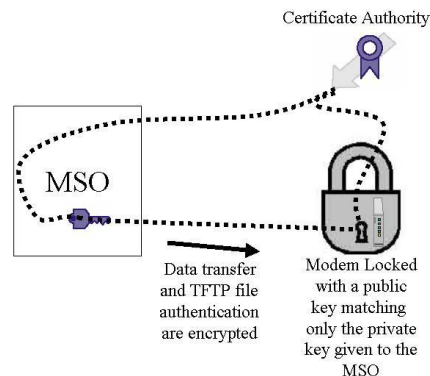 Certificate Authority
MSO
Data transfer
and TFTP file
authentication
are encrypted
Modem Locked
with a public
key matching
only the private
key given to the
MSO